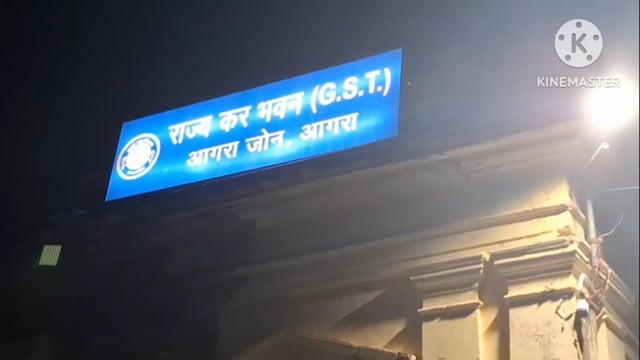 राज्य कर भवन (G.S.T.)
आगरा जोन, आगरा
KINEMASTER